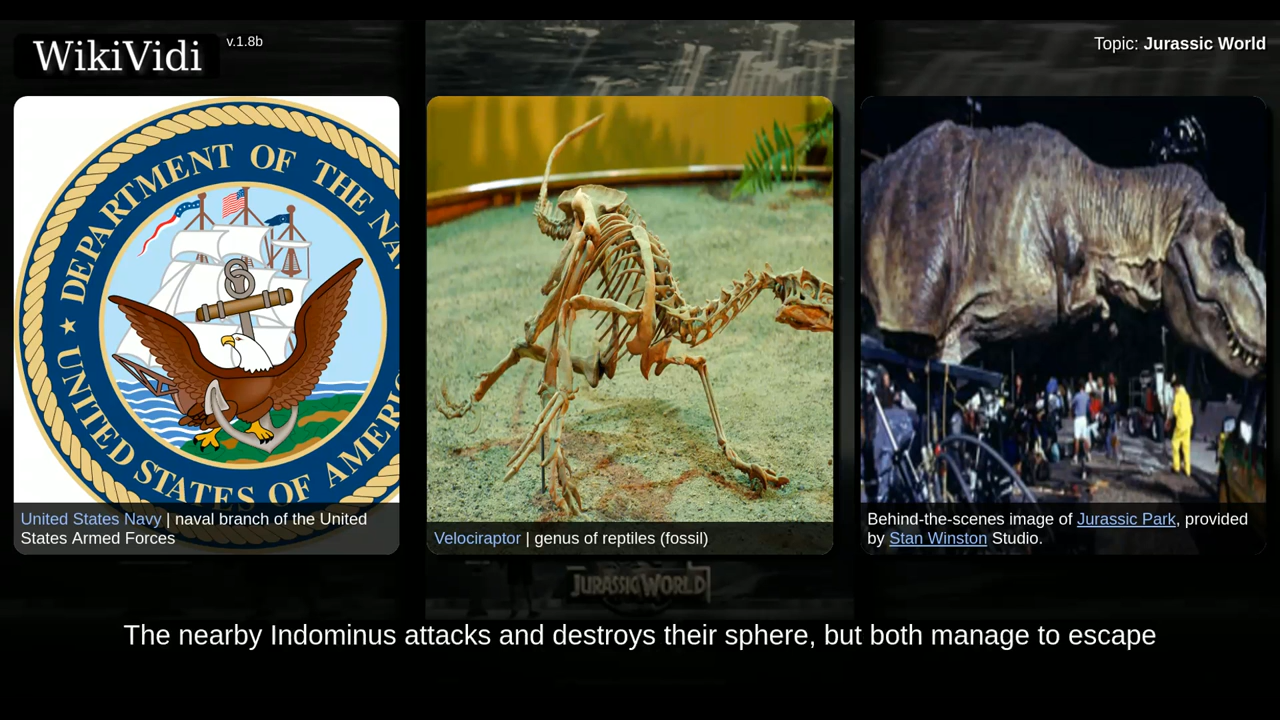 WikiVidi
v.1.8b
Topic: Jurassic World
DEPARTMENT OF THE NAV
★ UNITED STATES OF AMERIC
United States Navy | naval branch of the United
States Armed Forces
Velociraptor | genus of reptiles (fossil)
Behind-the-scenes image of Jurassic Park, provided
by Stan Winston Studio.
JURASSIC WORLD
The nearby Indominus attacks and destroys their sphere, but both manage to escape